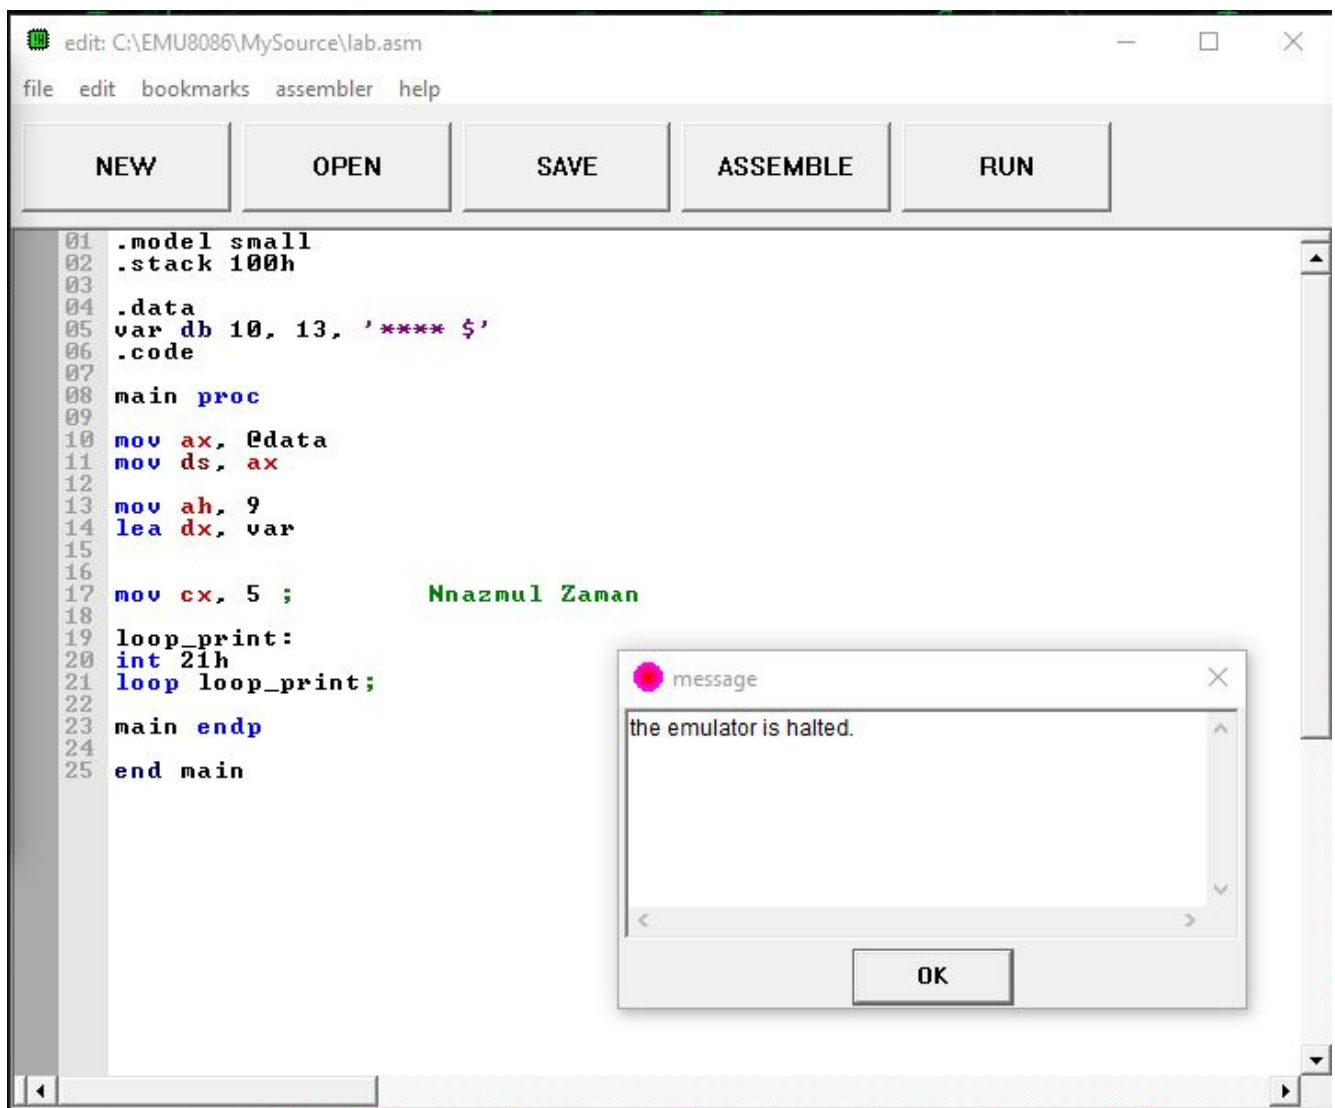 edit: C:\EMU8086\MySource\lab.asm
file edit bookmarks assembler help
NEW OPEN SAVE ASSEMBLE RUN
01 .model small
02 .stack 100h
03
04 .data
05 var db 10, 13, '**** $'
06 .code
07
08 main proc
09
10 mov ax, @data
11 mov ds, ax
12
13 mov ah, 9
14 lea dx, var
15
16
17 mov cx, 5 ; Nnazmul Zaman
18
19 loop_print:
20 int 21h
21 loop loop_print;
22
23 main endp
24
25 end main
message
the emulator is halted.
OK